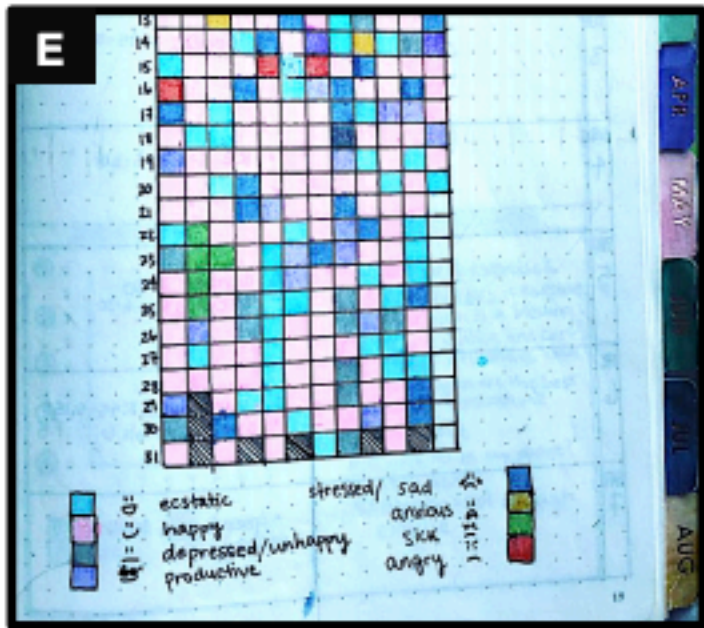 E
13
14
15
16
17
18
19
20
21
22
23
24
25
26
27
28
29
30
31
ecstatic
happy
depressed/unhappy
productive
stressed/ sad
anxious
sick
angry
APR
MAY
JUN
JUL
AUG
19